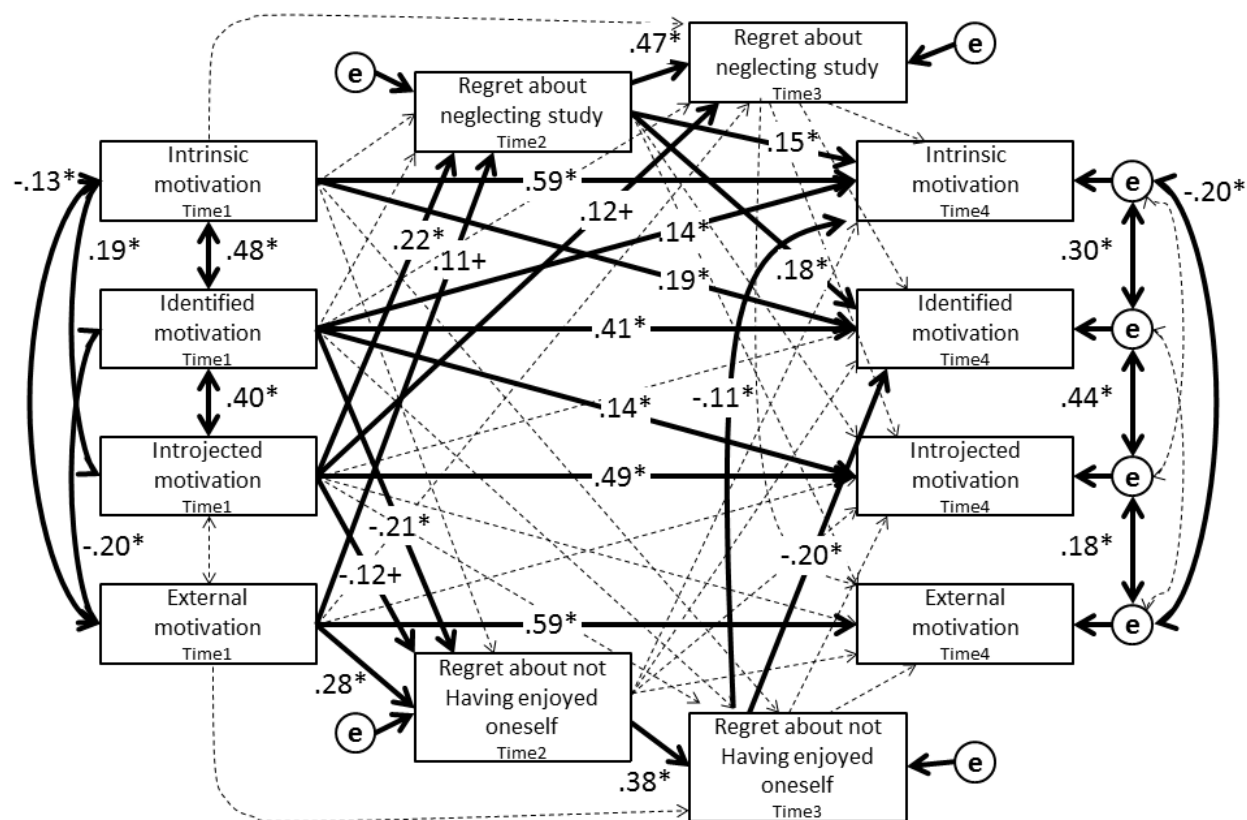 Regret about
neglecting study
Time3
e
.47*
e
Regret about
neglecting study
Time2
Intrinsic
motivation
Time1
-.13*
.59*
.15*
Intrinsic
motivation
Time4
e
-.20*
.12+
.19*
.48*
.22*
.11+
.14*
.19*
.18*
.30*
Identified
motivation
Time1
.41*
Identified
motivation
Time4
e
.40*
.14*
-.11*
.44*
Introjected
motivation
Time1
.49*
Introjected
motivation
Time4
e
-.20*
-.21*
-.12+
-.20*
.18*
External
motivation
Time1
.59*
External
motivation
Time4
e
.28*
Regret about not
Having enjoyed
oneself
Time2
e
.38*
Regret about not
Having enjoyed
oneself
Time3
e